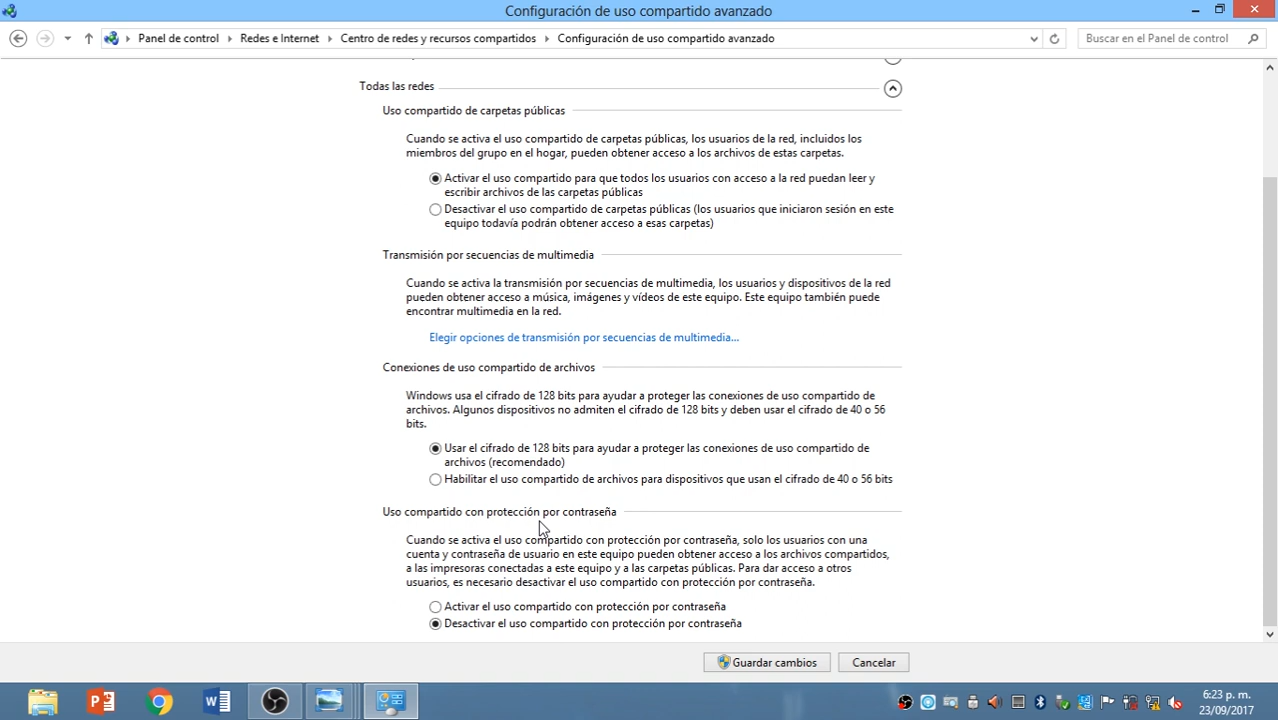 Configuración de uso compartido avanzado
Panel de control
Redes e Internet
Centro de redes y recursos compartidos
Configuración de uso compartido avanzado
Buscar en el Panel de control
Todas las redes
Uso compartido de carpetas públicas
Cuando se activa el uso compartido de carpetas públicas, los usuarios de la red, incluidos los
miembros del grupo en el hogar, pueden obtener acceso a los archivos de estas carpetas.
Activar el uso compartido para que todos los usuarios con acceso a la red puedan leer y
escribir archivos de las carpetas públicas
Desactivar el uso compartido de carpetas públicas (los usuarios que iniciaron sesión en este
equipo todavía podrán obtener acceso a esas carpetas)
Transmisión por secuencias de multimedia
Cuando se activa la transmisión por secuencias de multimedia, los usuarios y dispositivos de la red
pueden obtener acceso a música, imágenes y vídeos de este equipo. Este equipo también puede
encontrar multimedia en la red.
Elegir opciones de transmisión por secuencias de multimedia...
Conexiones de uso compartido de archivos
Windows usa el cifrado de 128 bits para ayudar a proteger las conexiones de uso compartido de
archivos. Algunos dispositivos no admiten el cifrado de 128 bits y deben usar el cifrado de 40 o 56
bits.
Usar el cifrado de 128 bits para ayudar a proteger las conexiones de uso compartido de
archivos (recomendado)
Habilitar el uso compartido de archivos para dispositivos que usan el cifrado de 40 o 56 bits
Uso compartido con protección por contraseña
Cuando se activa el uso compartido con protección por contraseña, solo los usuarios con una
cuenta y contraseña de usuario en este equipo pueden obtener acceso a los archivos compartidos,
a las impresoras conectadas a este equipo y a las carpetas públicas. Para dar acceso a otros
usuarios, es necesario desactivar el uso compartido con protección por contraseña.
Activar el uso compartido con protección por contraseña
Desactivar el uso compartido con protección por contraseña
Guardar cambios
Cancelar
6:23 p. m.
23/09/2017